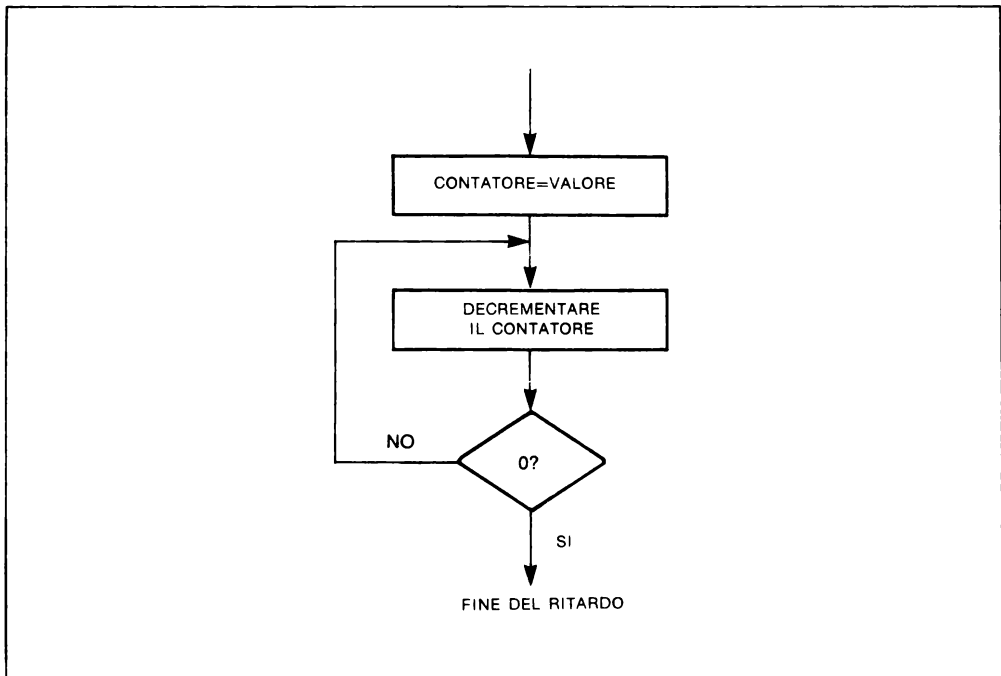 CONTATORE=VALORE
DECREMENTARE
IL CONTATORE
NO
0?
SI
FINE DEL RITARDO